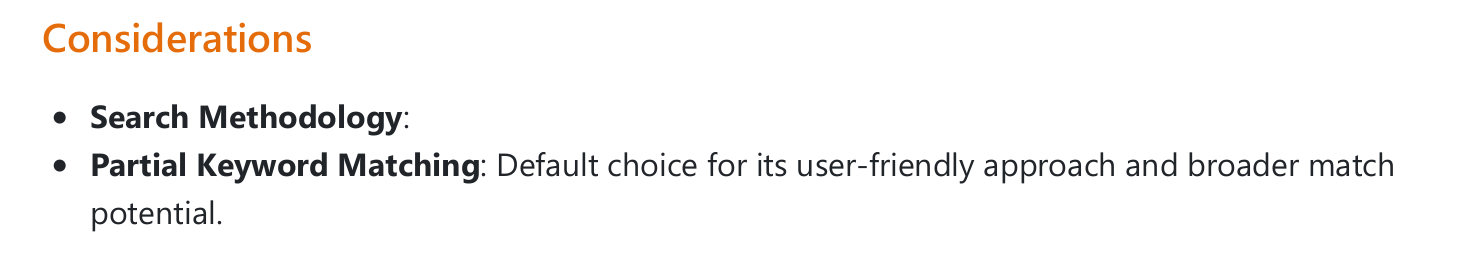 Considerations
• Search Methodology:
• Partial Keyword Matching: Default choice for its user-friendly approach and broader match
potential.